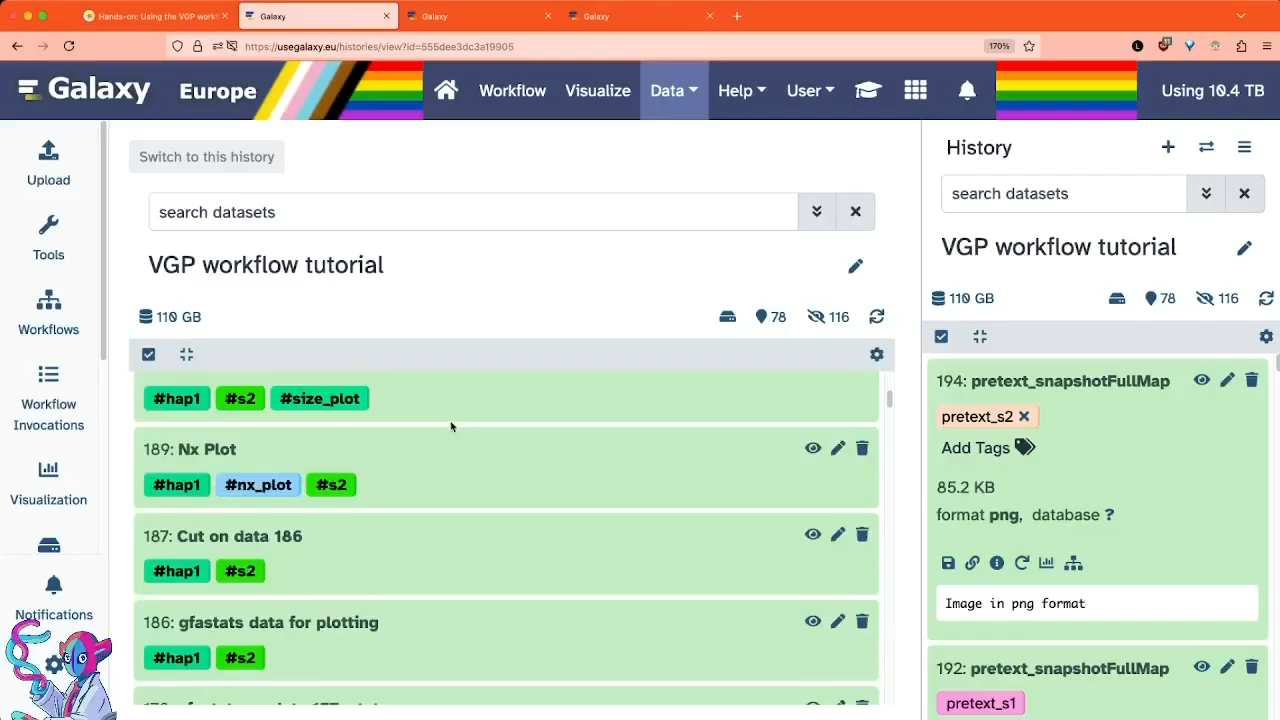 Hands-on: Using the VGP work
Galaxy
Galaxy
Galaxy
https://usegalaxy.eu/histories/view?id=555dee3dc3a19905
170%
11
Galaxy
Europe
Workflow
Visualize
Data
Help
User
Using 10.4 TB
Upload
Tools
Workflows
Workflow
Invocations
Visualization
Notifications
Switch to this history
search datasets
VGP workflow tutorial
110 GB
78
116
#hap1
#s2
#size_plot
189: Nx Plot
#hap1
#nx_plot
#s2
187: Cut on data 186
#hap1
#s2
186: gfastats data for plotting
#hap1
#s2
History
search datasets
VGP workflow tutorial
110 GB
78
116
194: pretext_snapshotFullMap
pretext_s2
Add Tags
85.2 KB
format png, database ?
Image in png format
192: pretext_snapshotFullMap
pretext_s1